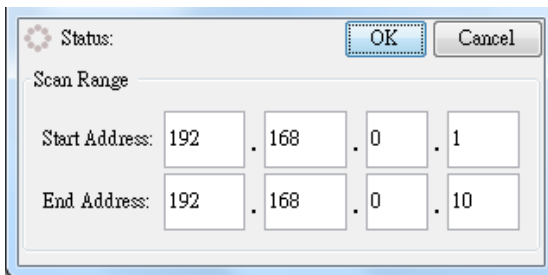 Status: OK Cancel
Scan Range
Start Address: 192 . 168 . 0 . 1
End Address: 192 . 168 . 0 . 10